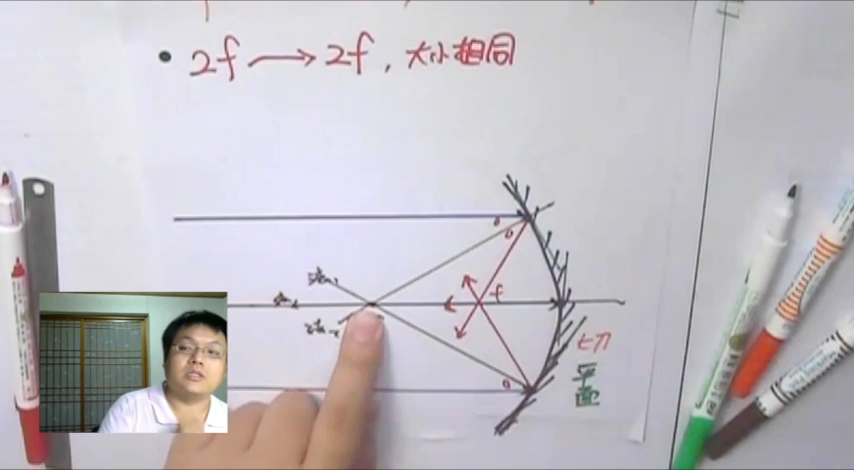 • 2f → 2f, 大小相同
f
切
平
面